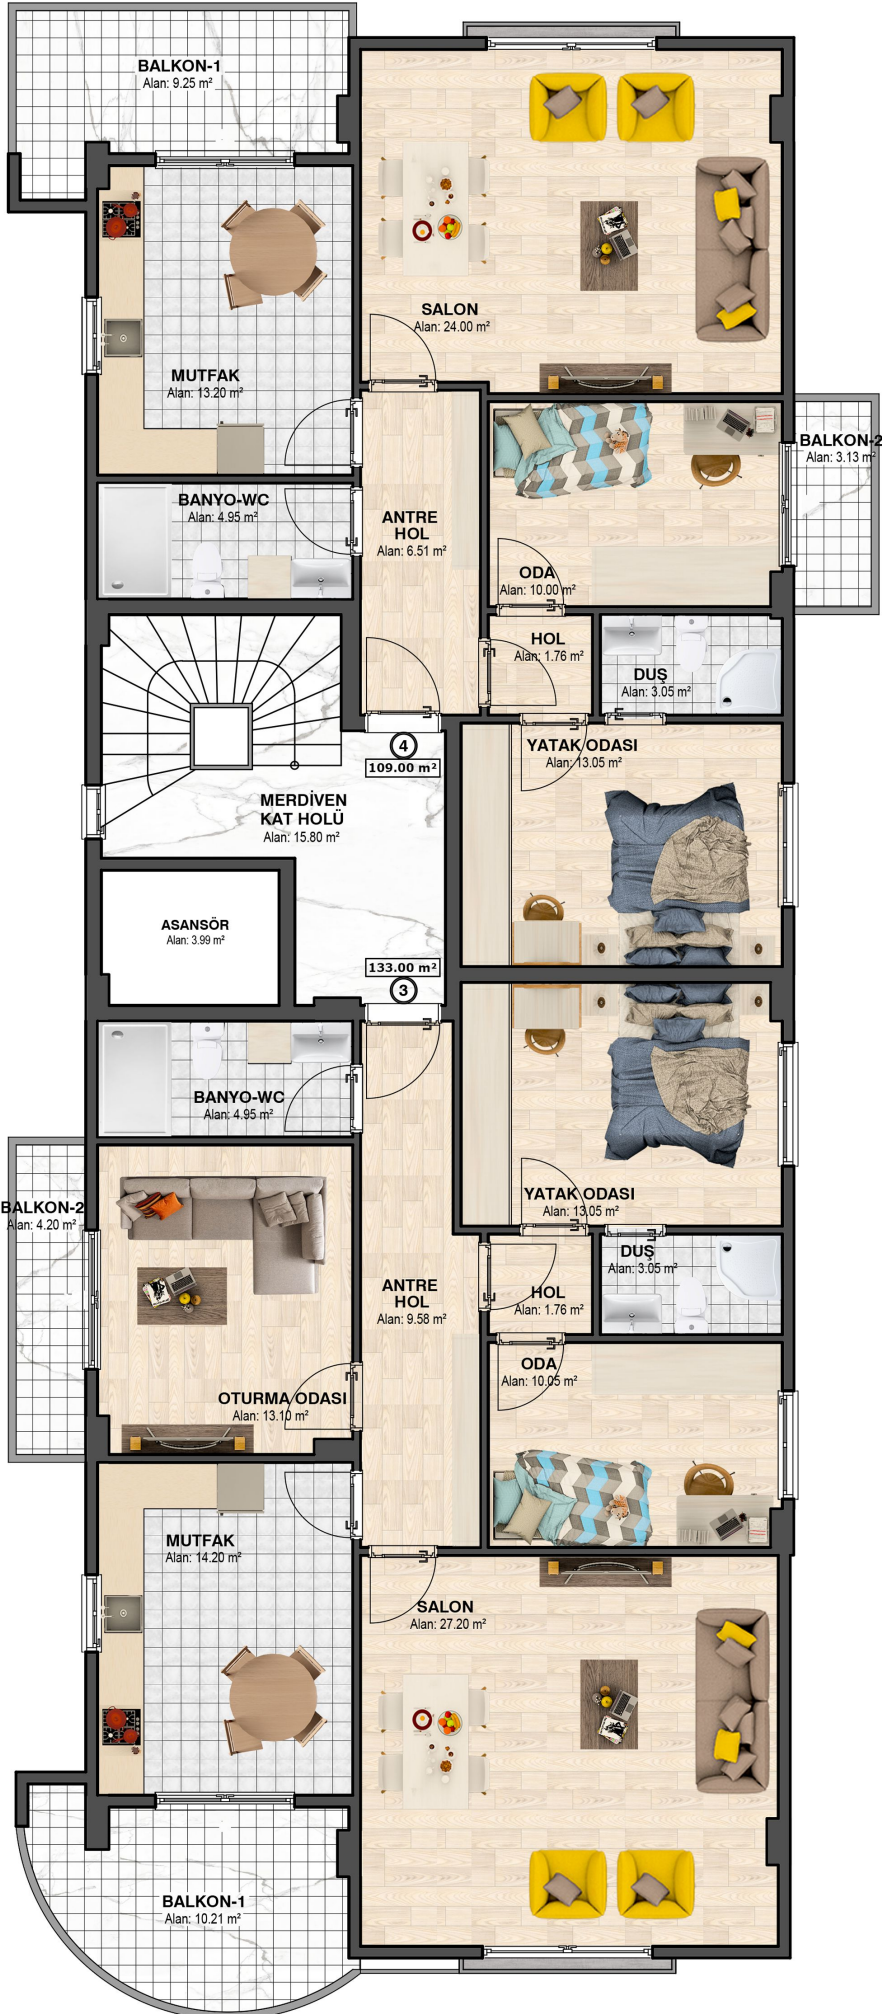 BALKON-1
Alan: 9.25 m²
SALON
Alan: 24.00 m²
MUTFAK
Alan: 13.20 m²
BALKON-2
Alan: 3.13 m²
BANYO-WC
Alan: 4.95 m²
ANTRE
HOL
Alan: 6.51 m²
ODA
Alan: 10.00 m²
HOL
Alan: 1.76 m²
DUŞ
Alan: 3.05 m²
4
109.00 m²
YATAK ODASI
Alan: 13.05 m²
MERDİVEN
KAT HOLÜ
Alan: 15.80 m²
ASANSÖR
Alan: 3.99 m²
133.00 m²
3
BANYO-WC
Alan: 4.95 m²
YATAK ODASI
Alan: 13.05 m²
BALKON-2
Alan: 4.20 m²
DUŞ
Alan: 3.05 m²
ANTRE
HOL
Alan: 9.58 m²
HOL
Alan: 1.76 m²
ODA
Alan: 10.05 m²
OTURMA ODASI
Alan: 13.10 m²
MUTFAK
Alan: 14.20 m²
SALON
Alan: 27.20 m²
BALKON-1
Alan: 10.21 m²